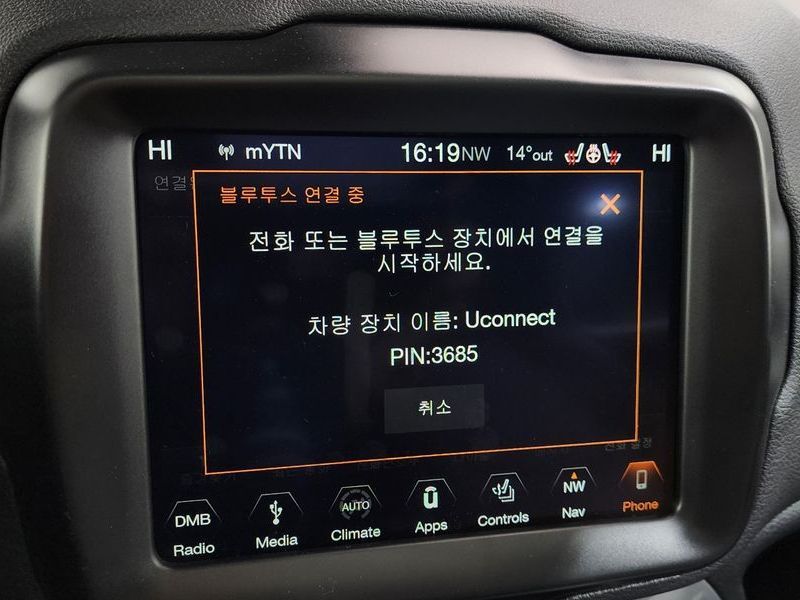 HI mYTN 16:19 NW 14°out HI
블루투스 연결 중
전화 또는 블루투스 장치에서 연결을
시작하세요.
차량 장치 이름: Uconnect
PIN:3685
취소
DMB AUTO NW
Radio Media Climate Apps Controls Nav Phone